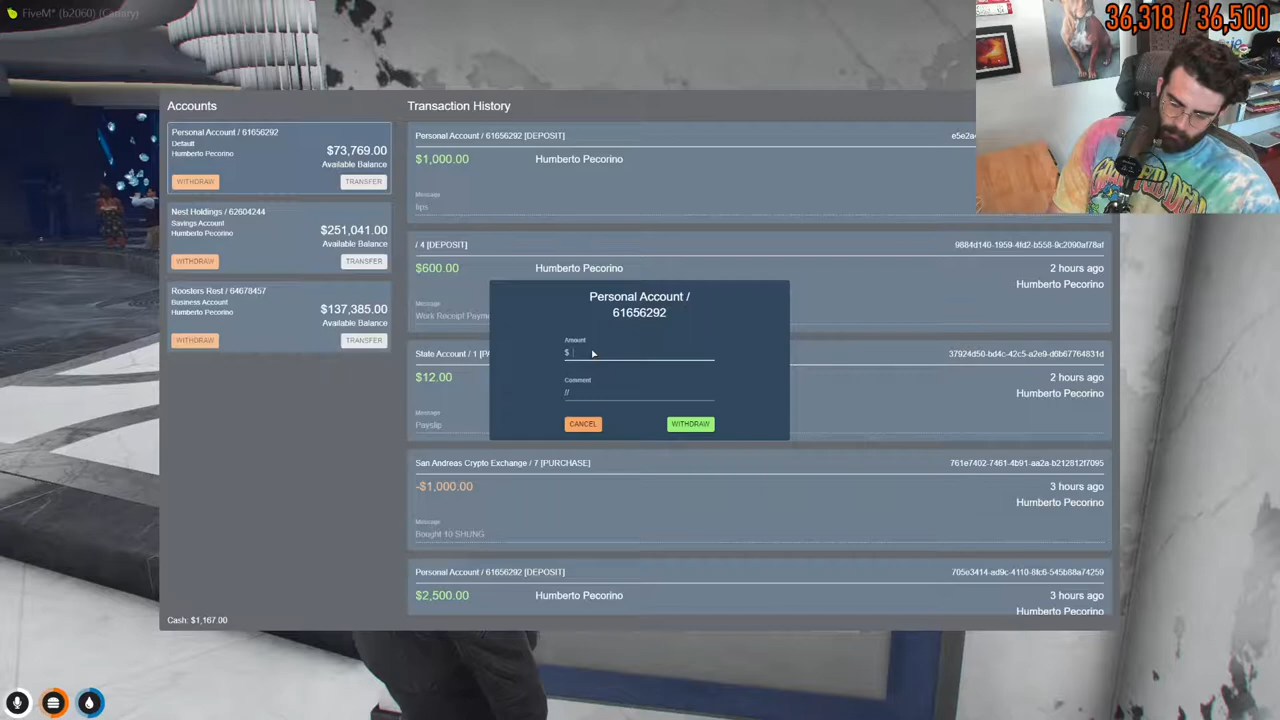 FiveM* (b2060) (Canary)
36,318 / 36,500
Accounts
Personal Account / 61656292
Default
Humberto Pecorino
$73,769.00
Available Balance
WITHDRAW
TRANSFER
Nest Holdings / 62604244
Savings Account
Humberto Pecorino
$251,041.00
Available Balance
WITHDRAW
TRANSFER
Roosters Rest / 64678457
Business Account
Humberto Pecorino
$137,385.00
Available Balance
WITHDRAW
TRANSFER
Cash: $1,167.00
Transaction History
Personal Account / 61656292 [DEPOSIT]
e5e2a
$1,000.00
Humberto Pecorino
Message
tips
/ 4 [DEPOSIT]
9884d140-1959-4fd2-b558-9c2090af78af
$600.00
Humberto Pecorino
2 hours ago
Humberto Pecorino
Message
Work Receipt Payme
State Account / 1 [P
37924d50-bd4c-42c5-a2e9-d6b67764831d
$12.00
2 hours ago
Humberto Pecorino
Message
Payslip
San Andreas Crypto Exchange / 7 [PURCHASE]
761e7402-7461-4b91-aa2a-b212812f7095
-$1,000.00
3 hours ago
Humberto Pecorino
Message
Bought 10 SHUNG
Personal Account / 61656292 [DEPOSIT]
705e3414-ad9c-4110-8fc6-545b88a74259
$2,500.00
Humberto Pecorino
3 hours ago
Humberto Pecorino
Personal Account /
61656292
Amount
$
Comment
//
CANCEL
WITHDRAW